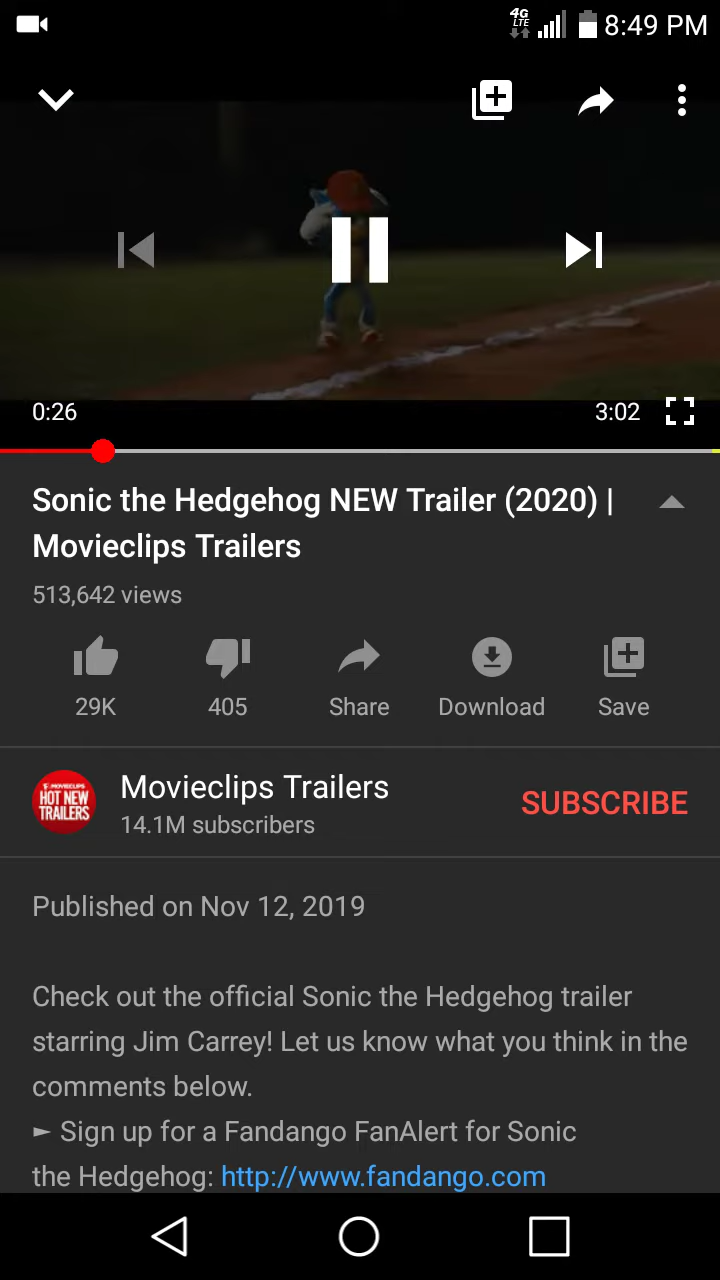 4G
LTE
8:49 PM
0:26
3:02
Sonic the Hedgehog NEW Trailer (2020) |
Movieclips Trailers
513,642 views
29K
405
Share
Download
Save
MOVIECLIPS
HOT NEW
TRAILERS
Movieclips Trailers
14.1M subscribers
SUBSCRIBE
Published on Nov 12, 2019
Check out the official Sonic the Hedgehog trailer
starring Jim Carrey! Let us know what you think in the
comments below.
► Sign up for a Fandango FanAlert for Sonic
the Hedgehog: http://www.fandango.com